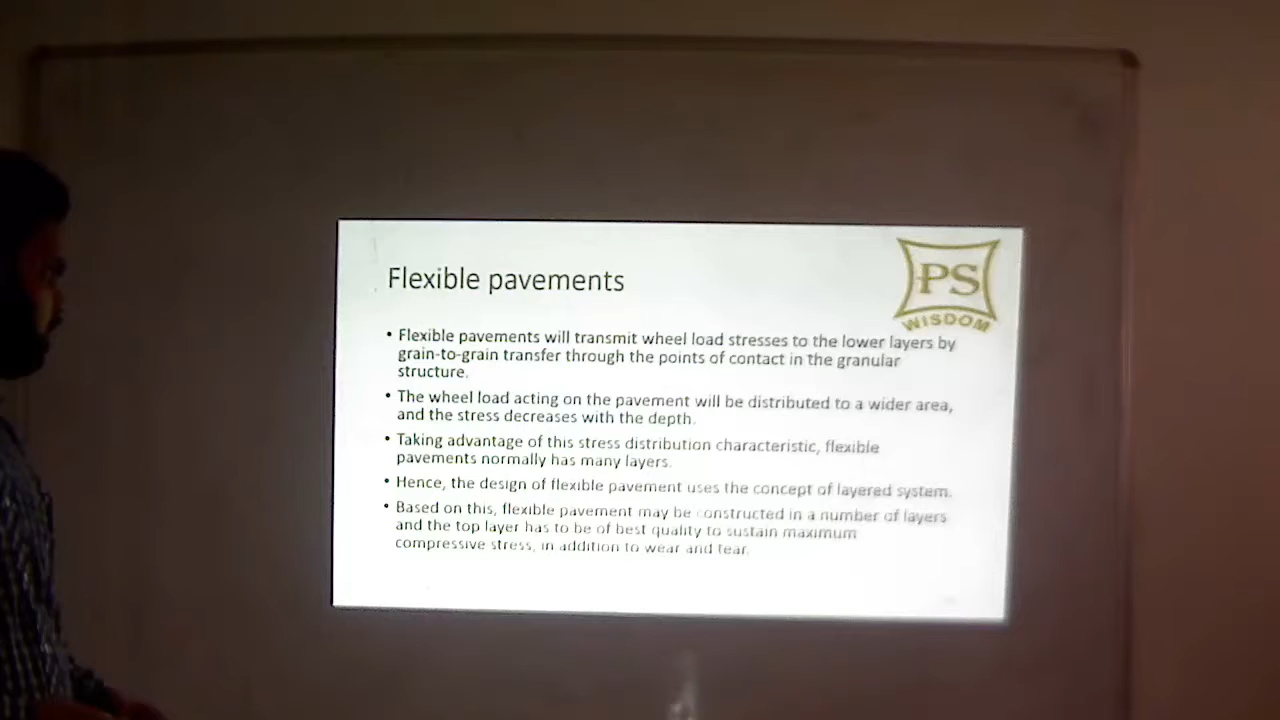 PS
WISDOM
Flexible pavements
• Flexible pavements will transmit wheel load stresses to the lower layers by
grain-to-grain transfer through the points of contact in the granular
structure.
• The wheel load acting on the pavement will be distributed to a wider area,
and the stress decreases with the depth.
• Taking advantage of this stress distribution characteristic, flexible
pavements normally has many layers.
• Hence, the design of flexible pavement uses the concept of layered system.
• Based on this, flexible pavement may be constructed in a number of layers
and the top layer has to be of best quality to sustain maximum
compressive stress, in addition to wear and tear.